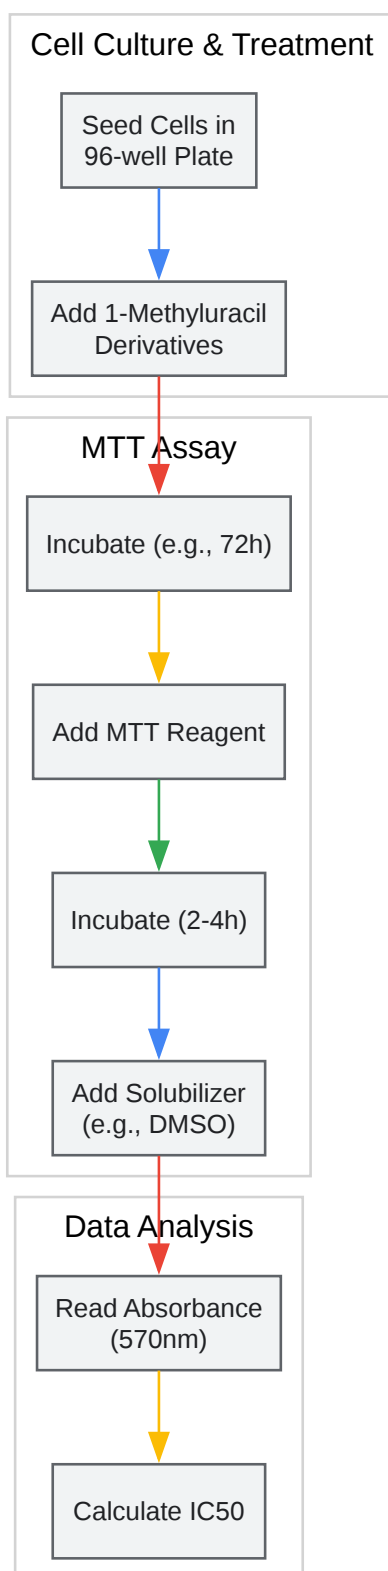 Cell Culture & Treatment
Seed Cells in
96-well Plate
Add 1-Methyluracil
Derivatives
MTT Assay
Incubate (e.g., 72h)
Add MTT Reagent
Incubate (2-4h)
Add Solubilizer
(e.g., DMSO)
Data Analysis
Read Absorbance
(570nm)
Calculate IC50